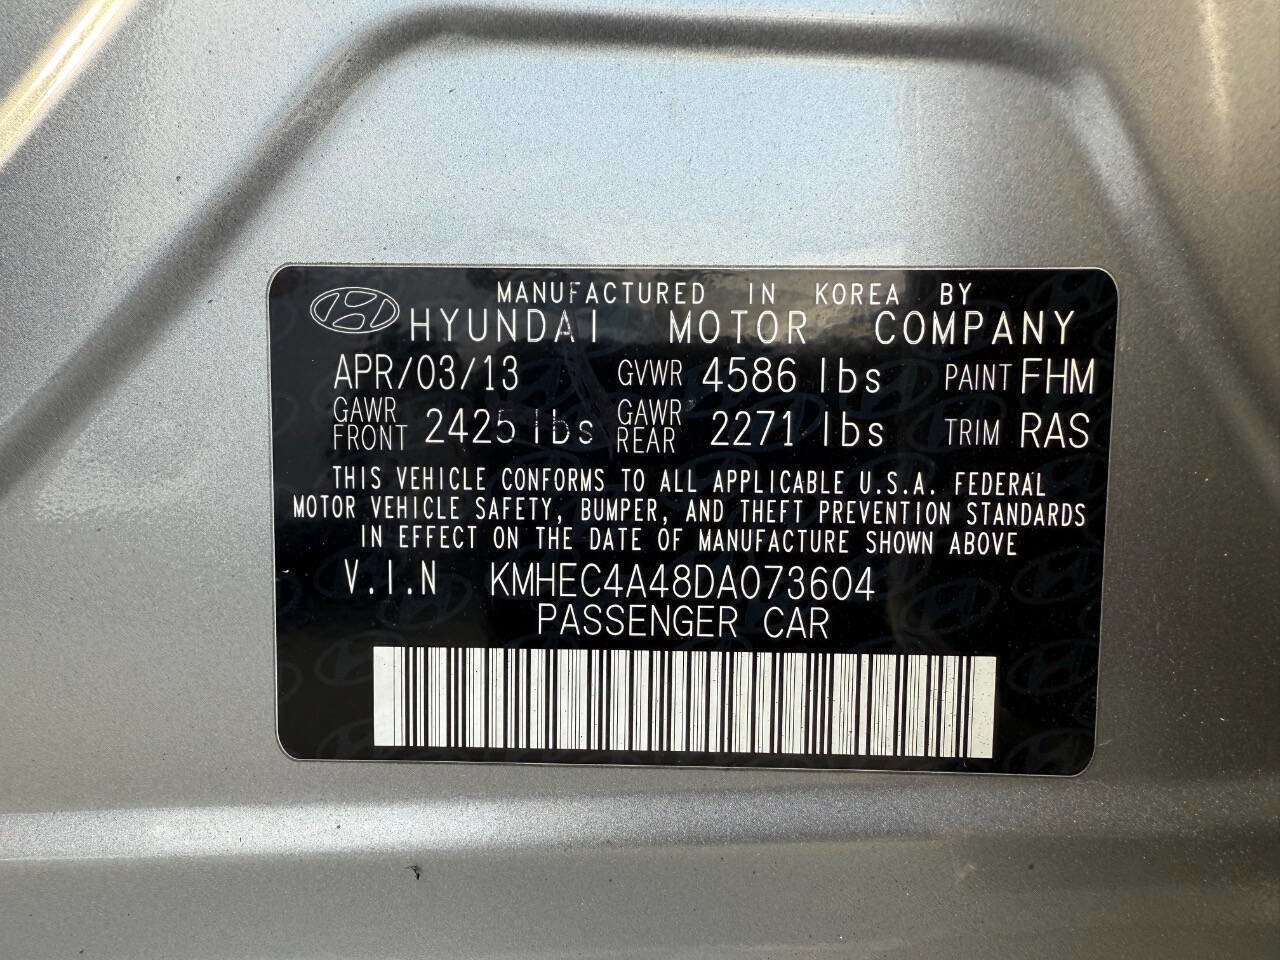 MANUFACTURED IN KOREA BY
HYUNDAI MOTOR COMPANY
APR/03/13 GVWR 4586 lbs PAINT FHM
GAWR FRONT 2425 lbs GAWR REAR 2271 lbs TRIM RAS
THIS VEHICLE CONFORMS TO ALL APPLICABLE U.S.A. FEDERAL
MOTOR VEHICLE SAFETY, BUMPER, AND THEFT PREVENTION STANDARDS
IN EFFECT ON THE DATE OF MANUFACTURE SHOWN ABOVE
V.I.N KMHEC4A48DA073604
PASSENGER CAR